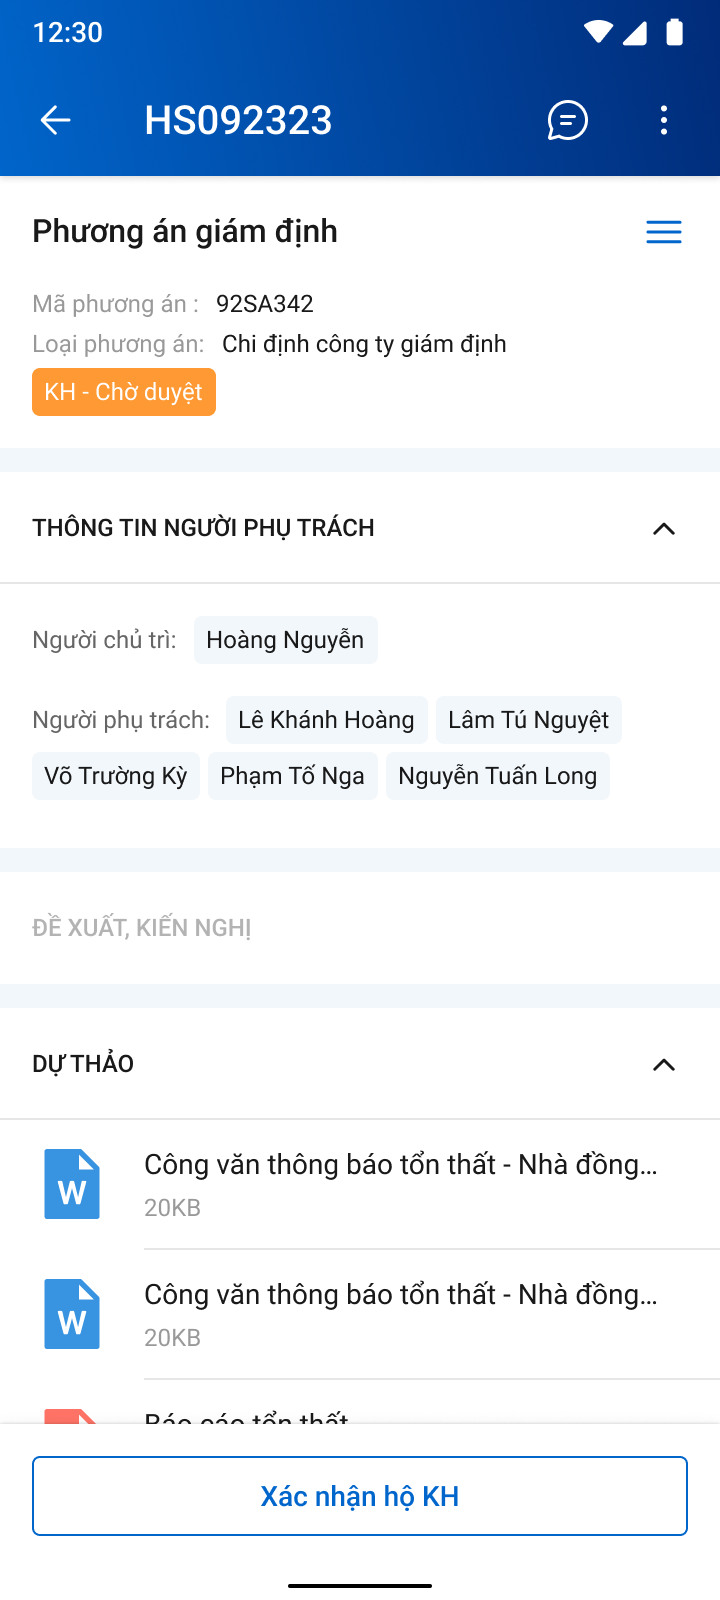 12:30
HS092323
Phương án giám định
Mã phương án : 92SA342
Loại phương án: Chi định công ty giám định
KH - Chờ duyệt
THÔNG TIN NGƯỜI PHỤ TRÁCH
Người chủ trì: Hoàng Nguyễn
Người phụ trách: Lê Khánh Hoàng Lâm Tú Nguyệt
Võ Trường Kỳ Phạm Tố Nga Nguyễn Tuấn Long
ĐỀ XUẤT, KIẾN NGHỊ
DỰ THẢO
W
Công văn thông báo tổn thất - Nhà đồng...
20KB
W
Công văn thông báo tổn thất - Nhà đồng...
20KB
Báo cáo tổn thất
Xác nhận hộ KH